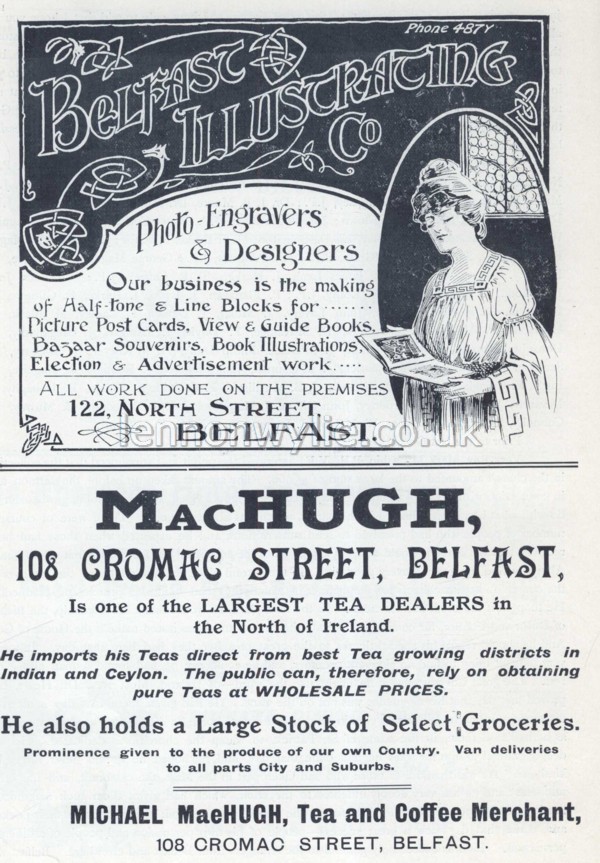 Phone 487Y
BELFAST
ILLUSTRATING
Co
Photo-Engravers
& Designers
Our business is the making
of Half-tone & Line Blocks for .......
Picture Post Cards, View & Guide Books,
Bazaar Souvenirs, Book Illustrations,
Election & Advertisement work.....
ALL WORK DONE ON THE PREMISES
122, NORTH STREET,
BELFAST.
lennonwylie.co.uk
MACHUGH,
108 CROMAC STREET, BELFAST,
Is one of the LARGEST TEA DEALERS in
the North of Ireland.
He imports his Teas direct from best Tea growing districts in
Indian and Ceylon. The public can, therefore, rely on obtaining
pure Teas at WHOLESALE PRICES.
He also holds a Large Stock of Select Groceries.
Prominence given to the produce of our own Country. Van deliveries
to all parts City and Suburbs.
MICHAEL MaeHUGH, Tea and Coffee Merchant,
108 CROMAC STREET, BELFAST.